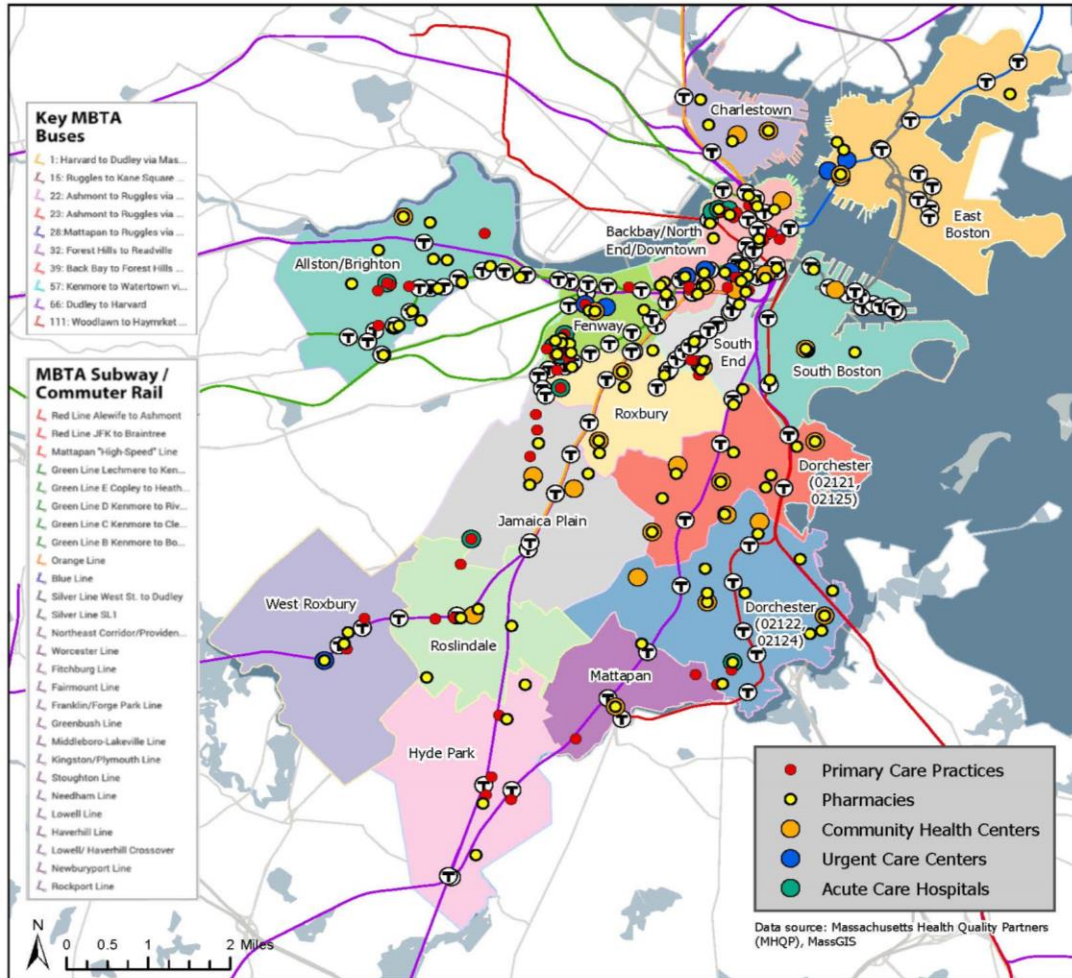 Key MBTA
Buses
1: Harvard to Dudley via Mas...
15: Ruggles to Kane Square ...
22: Ashmont to Ruggles via ...
23: Ashmont to Ruggles via ...
28:Mattapan to Ruggles via ...
32: Forest Hills to Readville
39: Back Bay to Forest Hills ...
57: Kenmore to Watertown vi...
66: Dudley to Harvard
111: Woodlawn to Haymrket ...
MBTA Subway /
Commuter Rail
Red Line Alewife to Ashmont
Red Line JFK to Braintree
Mattapan "High-Speed" Line
Green Line Lechmere to Ken...
Green Line E Copley to Heath...
Green Line D Kenmore to Riv...
Green Line C Kenmore to Cle...
Green Line B Kenmore to Bo...
Orange Line
Blue Line
Silver Line West St. to Dudley
Silver Line SL1
Northeast Corridor/Providen...
Worcester Line
Fitchburg Line
Fairmount Line
Franklin/Forge Park Line
Greenbush Line
Middleboro-Lakeville Line
Kingston/Plymouth Line
Stoughton Line
Needham Line
Lowell Line
Haverhill Line
Lowell/ Haverhill Crossover
Newburyport Line
Rockport Line
Charlestown
East
Boston
Backbay/North
End/Downtown
Allston/Brighton
Fenway
South
End
South Boston
Roxbury
Dorchester
(02121,
02125)
Jamaica Plain
West Roxbury
Roslindale
Dorchester
(02122,
02124)
Mattapan
Hyde Park
Primary Care Practices
Pharmacies
Community Health Centers
Urgent Care Centers
Acute Care Hospitals
Data source: Massachusetts Health Quality Partners
(MHQP), MassGIS
N
0 0.5 1 2 Miles